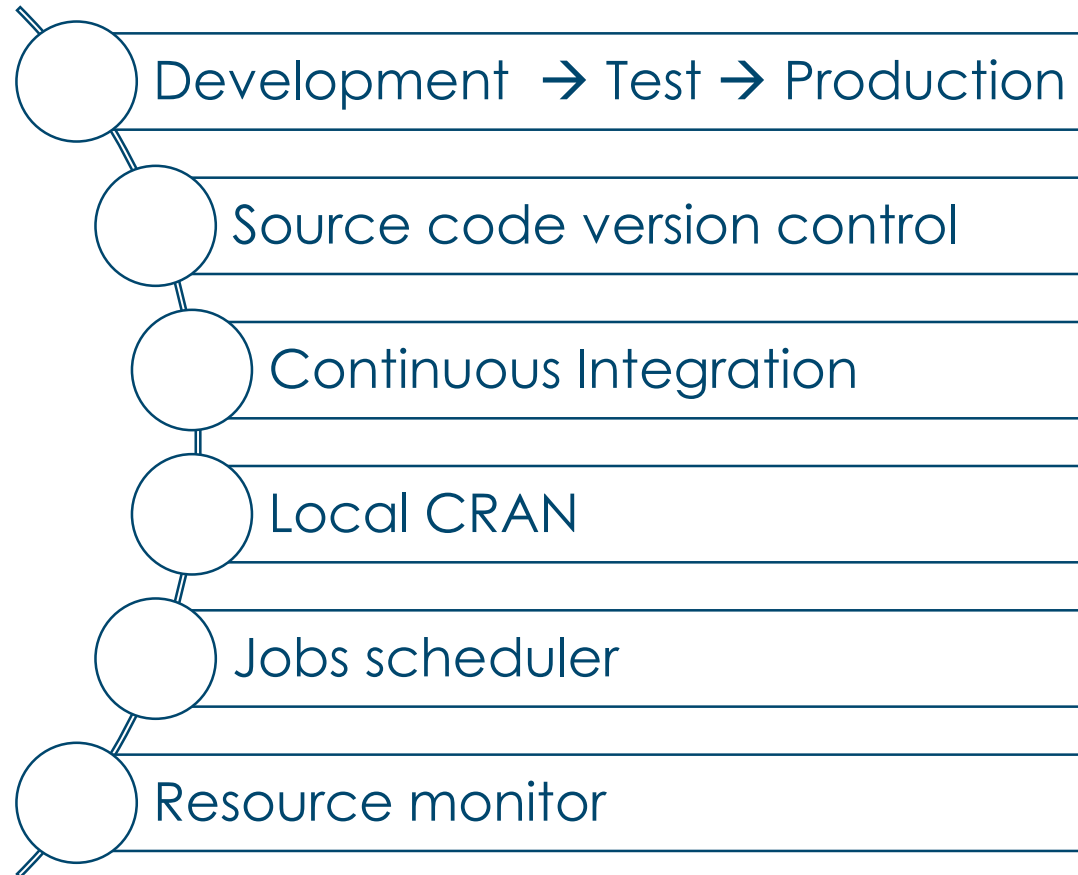 Development → Test → Production
Source code version control
Continuous Integration
Local CRAN
Jobs scheduler
Resource monitor